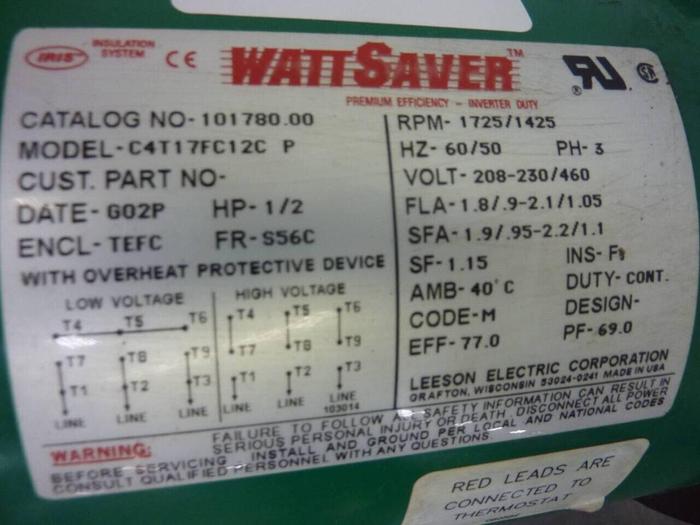 IRIS™ INSULATION SYSTEM CE WATTSAVER™
PREMIUM EFFICIENCY - INVERTER DUTY
CATALOG NO-101780.00
MODEL-C4T17FC12C P
CUST. PART NO-
DATE-G02P HP-1/2
ENCL-TEFC FR-S56C
WITH OVERHEAT PROTECTIVE DEVICE
RPM-1725/1425
HZ-60/50 PH-3
VOLT-208-230/460
FLA-1.8/.9-2.1/1.05
SFA-1.9/.95-2.2/1.1
SF-1.15 INS-F
AMB-40°C DUTY-CONT.
CODE-M DESIGN-
EFF-77.0 PF-69.0
LOW VOLTAGE HIGH VOLTAGE
T4 T5 T6 T4 T5 T6
T7 T8 T9 T7 T8 T9
T1 T2 T3 T1 T2 T3
LINE LINE LINE LINE LINE LINE
103014
LEESON ELECTRIC CORPORATION
GRAFTON, WISCONSIN 53024-0241 MADE IN USA
WARNING: FAILURE TO FOLLOW SAFETY INFORMATION CAN RESULT IN
SERIOUS PERSONAL INJURY OR DEATH. DISCONNECT ALL POWER
BEFORE SERVICING. INSTALL AND GROUND PER LOCAL AND NATIONAL CODES
CONSULT QUALIFIED PERSONNEL WITH ANY QUESTIONS.
RED LEADS ARE
CONNECTED TO
THERMOSTAT